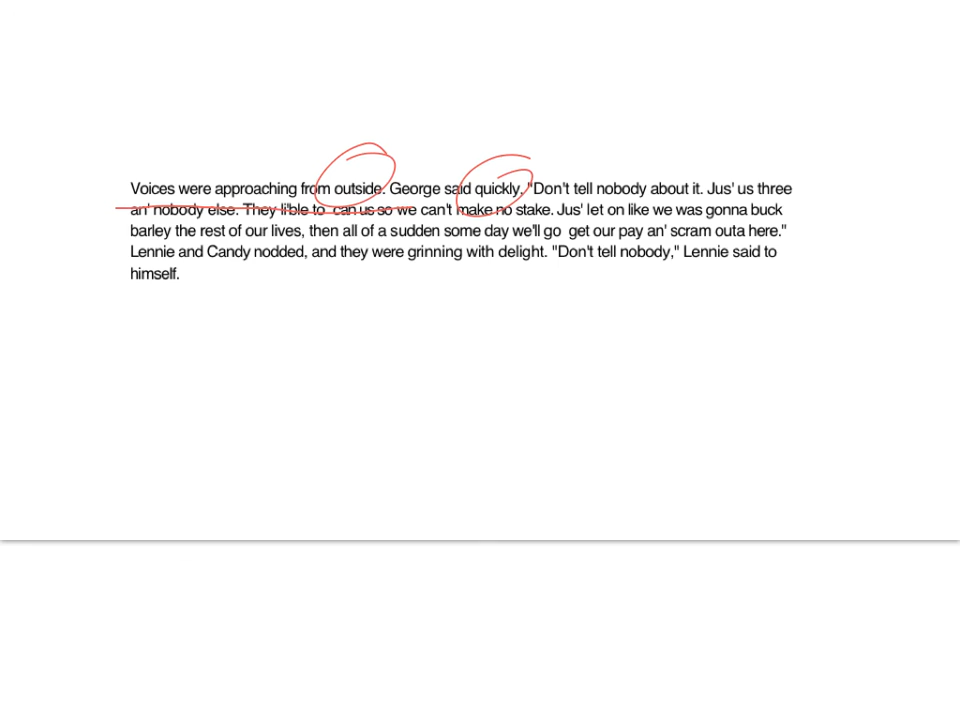 Voices were approaching from outside. George said quickly, "Don't tell nobody about it. Jus' us three
an' nobody else. They li'ble to  can us so we can't make no stake. Jus' let on like we was gonna buck
barley the rest of our lives, then all of a sudden some day we'll go  get our pay an' scram outa here."
Lennie and Candy nodded, and they were grinning with delight. "Don't tell nobody," Lennie said to
himself.